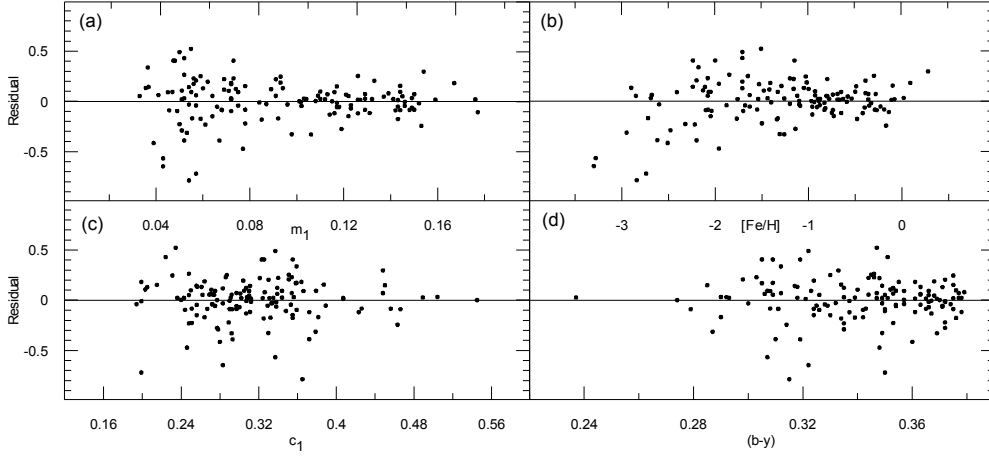 (a)
(b)
Residual
0.5
0
-0.5
0.04 0.08 0.12 0.16
m1
-3 -2 [Fe/H] -1 0
(c)
(d)
Residual
0.5
0
-0.5
0.16 0.24 0.32 0.4 0.48 0.56
c1
0.24 0.28 0.32 0.36
(b-y)